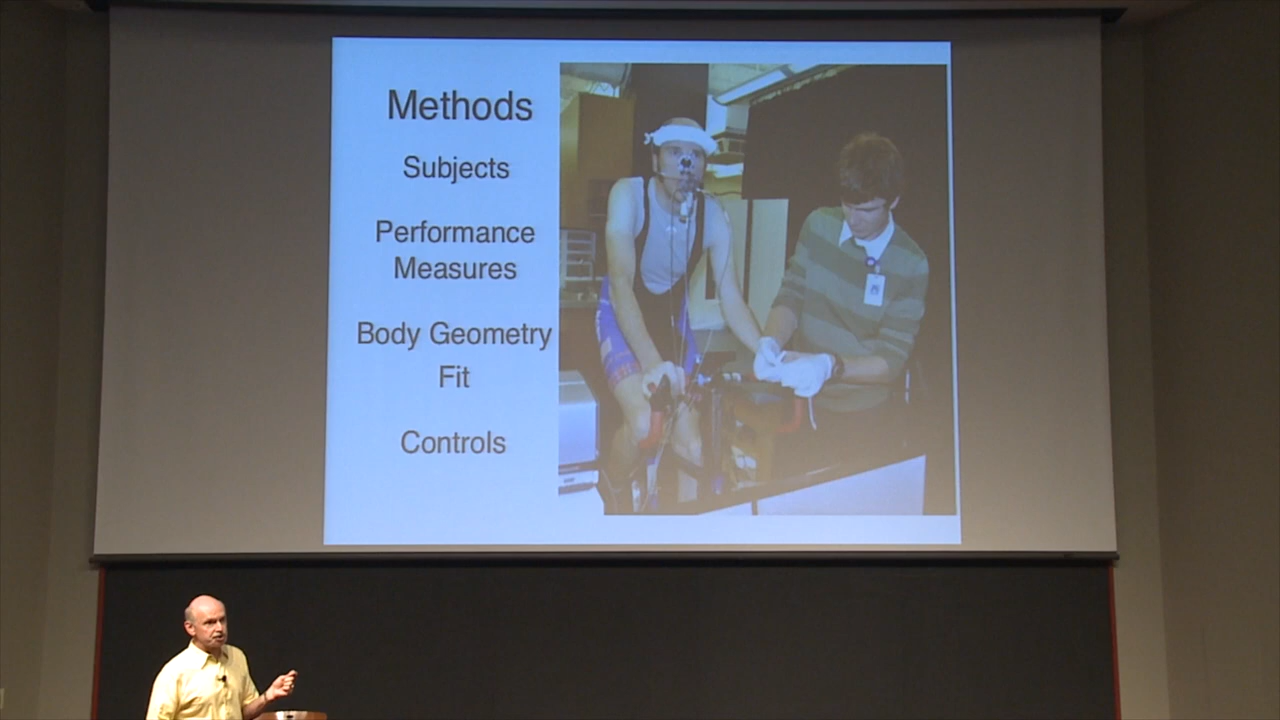 Methods
Subjects
Performance
Measures
Body Geometry
Fit
Controls